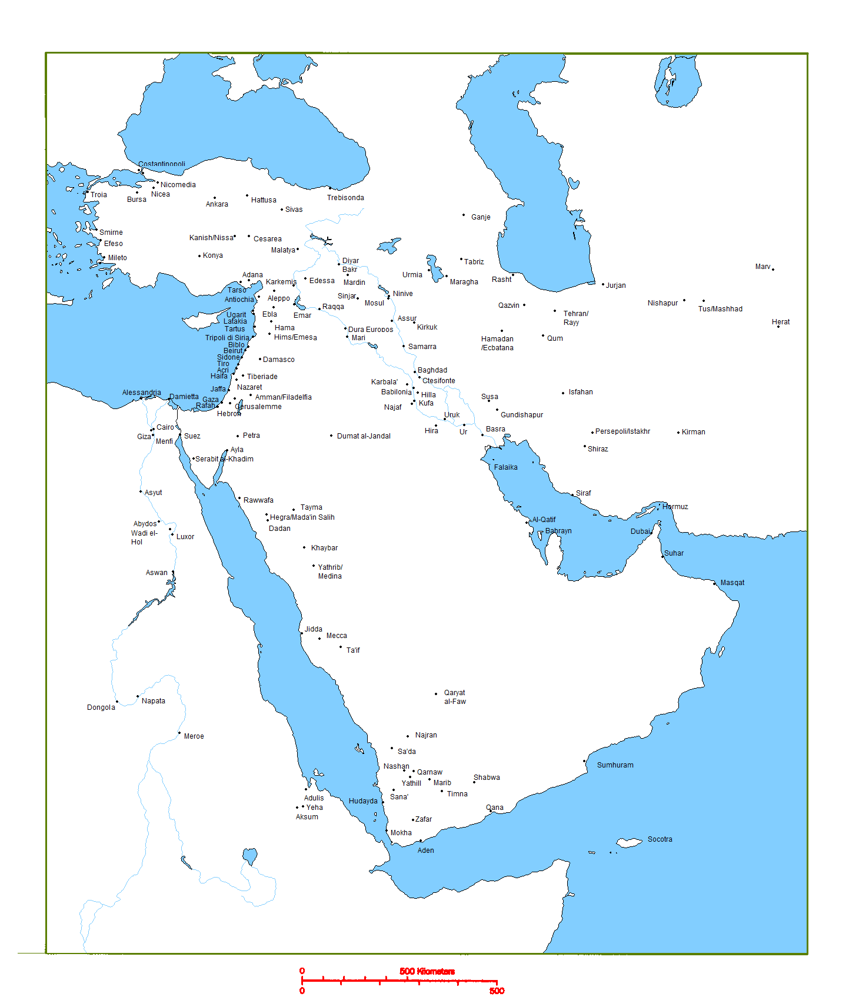 Costantinopoli
Nicomedia
Nicea
Troia
Bursa
Ankara
Hattusa
Trebisonda
Sivas
Ganje
Smirne
Efeso
Kanish/Nissa
Cesarea
Malatya
Mileto
Konya
Diyar
Bakr
Tabriz
Marv
Adana
Karkemis
Edessa
Mardin
Urmia
Maragha
Rasht
Jurjan
Tarso
Antiochia
Aleppo
Sinjar
Ninive
Mosul
Nishapur
Tus/Mashhad
Ugarit
Ebla
Emar
Raqqa
Qazvin
Tehran/
Rayy
Latakia
Assur
Kirkuk
Herat
Tartus
Hama
Dura Europos
Tripoli di Siria
Hims/Emesa
Mari
Hamadan
/Ecbatana
Qum
Biblo
Beirut
Samarra
Sidone
Damasco
Tiro
Acri
Haifa
Tiberiade
Baghdad
Ctesifonte
Karbala'
Jaffa
Nazaret
Babilonia
Hilla
Isfahan
Alessandria
Damietta
Gaza
Amman/Filadelfia
Susa
Rafah
Gerusalemme
Najaf
Kufa
Hebron
Uruk
Gundishapur
Cairo
Giza
Menfi
Suez
Petra
Dumat al-Jandal
Hira
Ur
Basra
Persepoli/Istakhr
Kirman
Ayla
Shiraz
Serabit al-Khadim
Falaika
Asyut
Rawwafa
Siraf
Tayma
Hormuz
Hegra/Mada'in Salih
Dadan
Al-Qatif
Abydos
Wadi el-
Hol
Luxor
Bahrayn
Dubai
Khaybar
Suhar
Yathrib/
Medina
Aswan
Masqat
Jidda
Mecca
Ta'if
Qaryat
al-Faw
Napata
Dongola
Meroe
Najran
Sa'da
Nashan
Qarnaw
Sumhuram
Yathill
Marib
Shabwa
Timna
Sana'
Adulis
Hudayda
Yeha
Aksum
Qana
Zafar
Mokha
Aden
Socotra
0
500 Kilometers
0
500